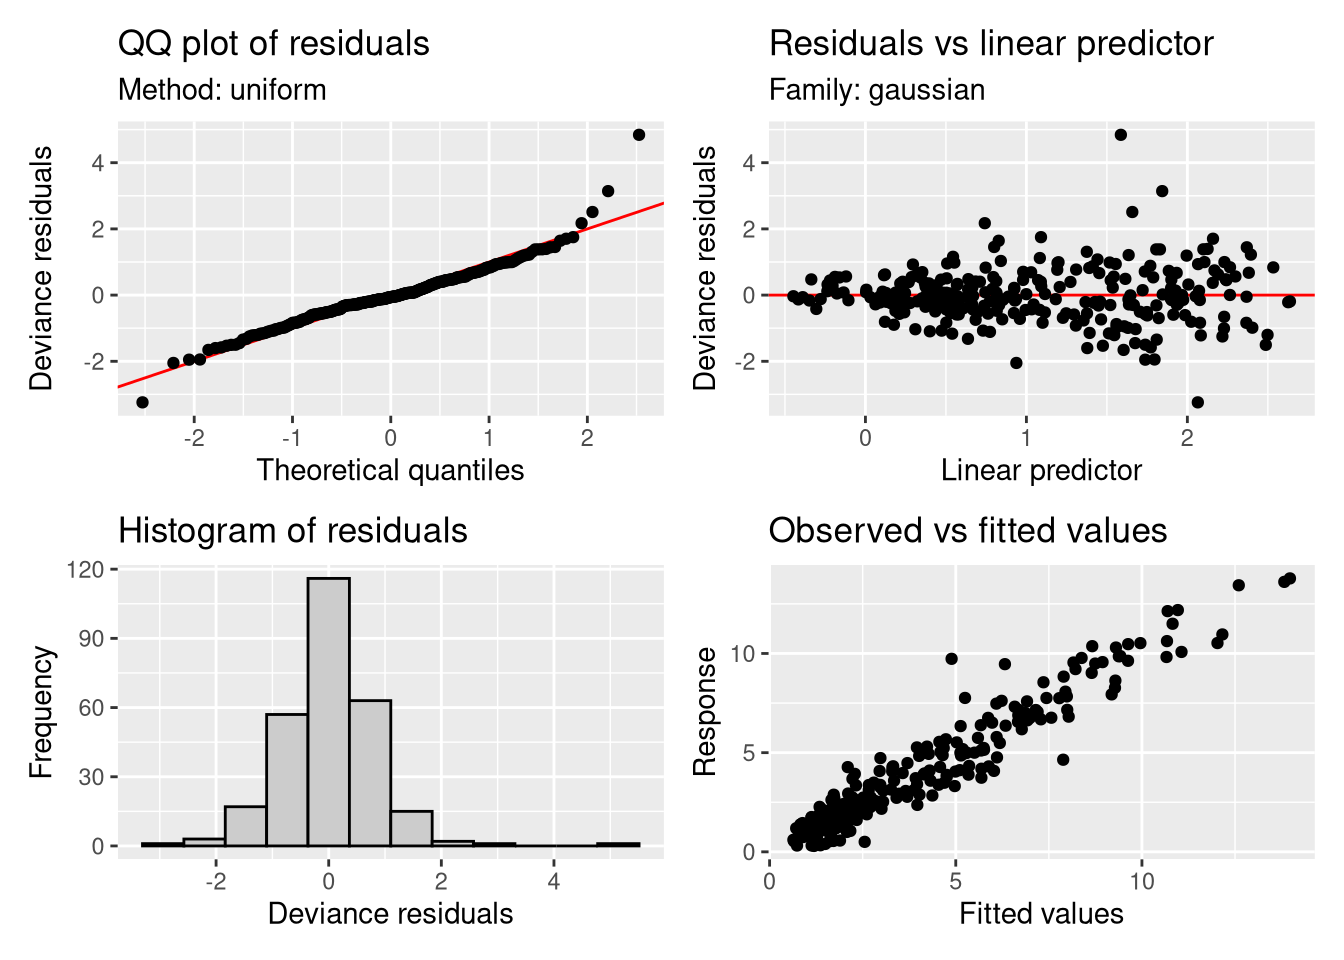 QQ plot of residuals
Method: uniform
Deviance residuals
4
2
0
-2
-2
-1
0
1
2
Theoretical quantiles
Residuals vs linear predictor
Family: gaussian
Deviance residuals
4
2
0
-2
0
1
2
Linear predictor
Histogram of residuals
Frequency
120
90
60
30
0
-2
0
2
4
Deviance residuals
Observed vs fitted values
Response
10
5
0
0
5
10
Fitted values